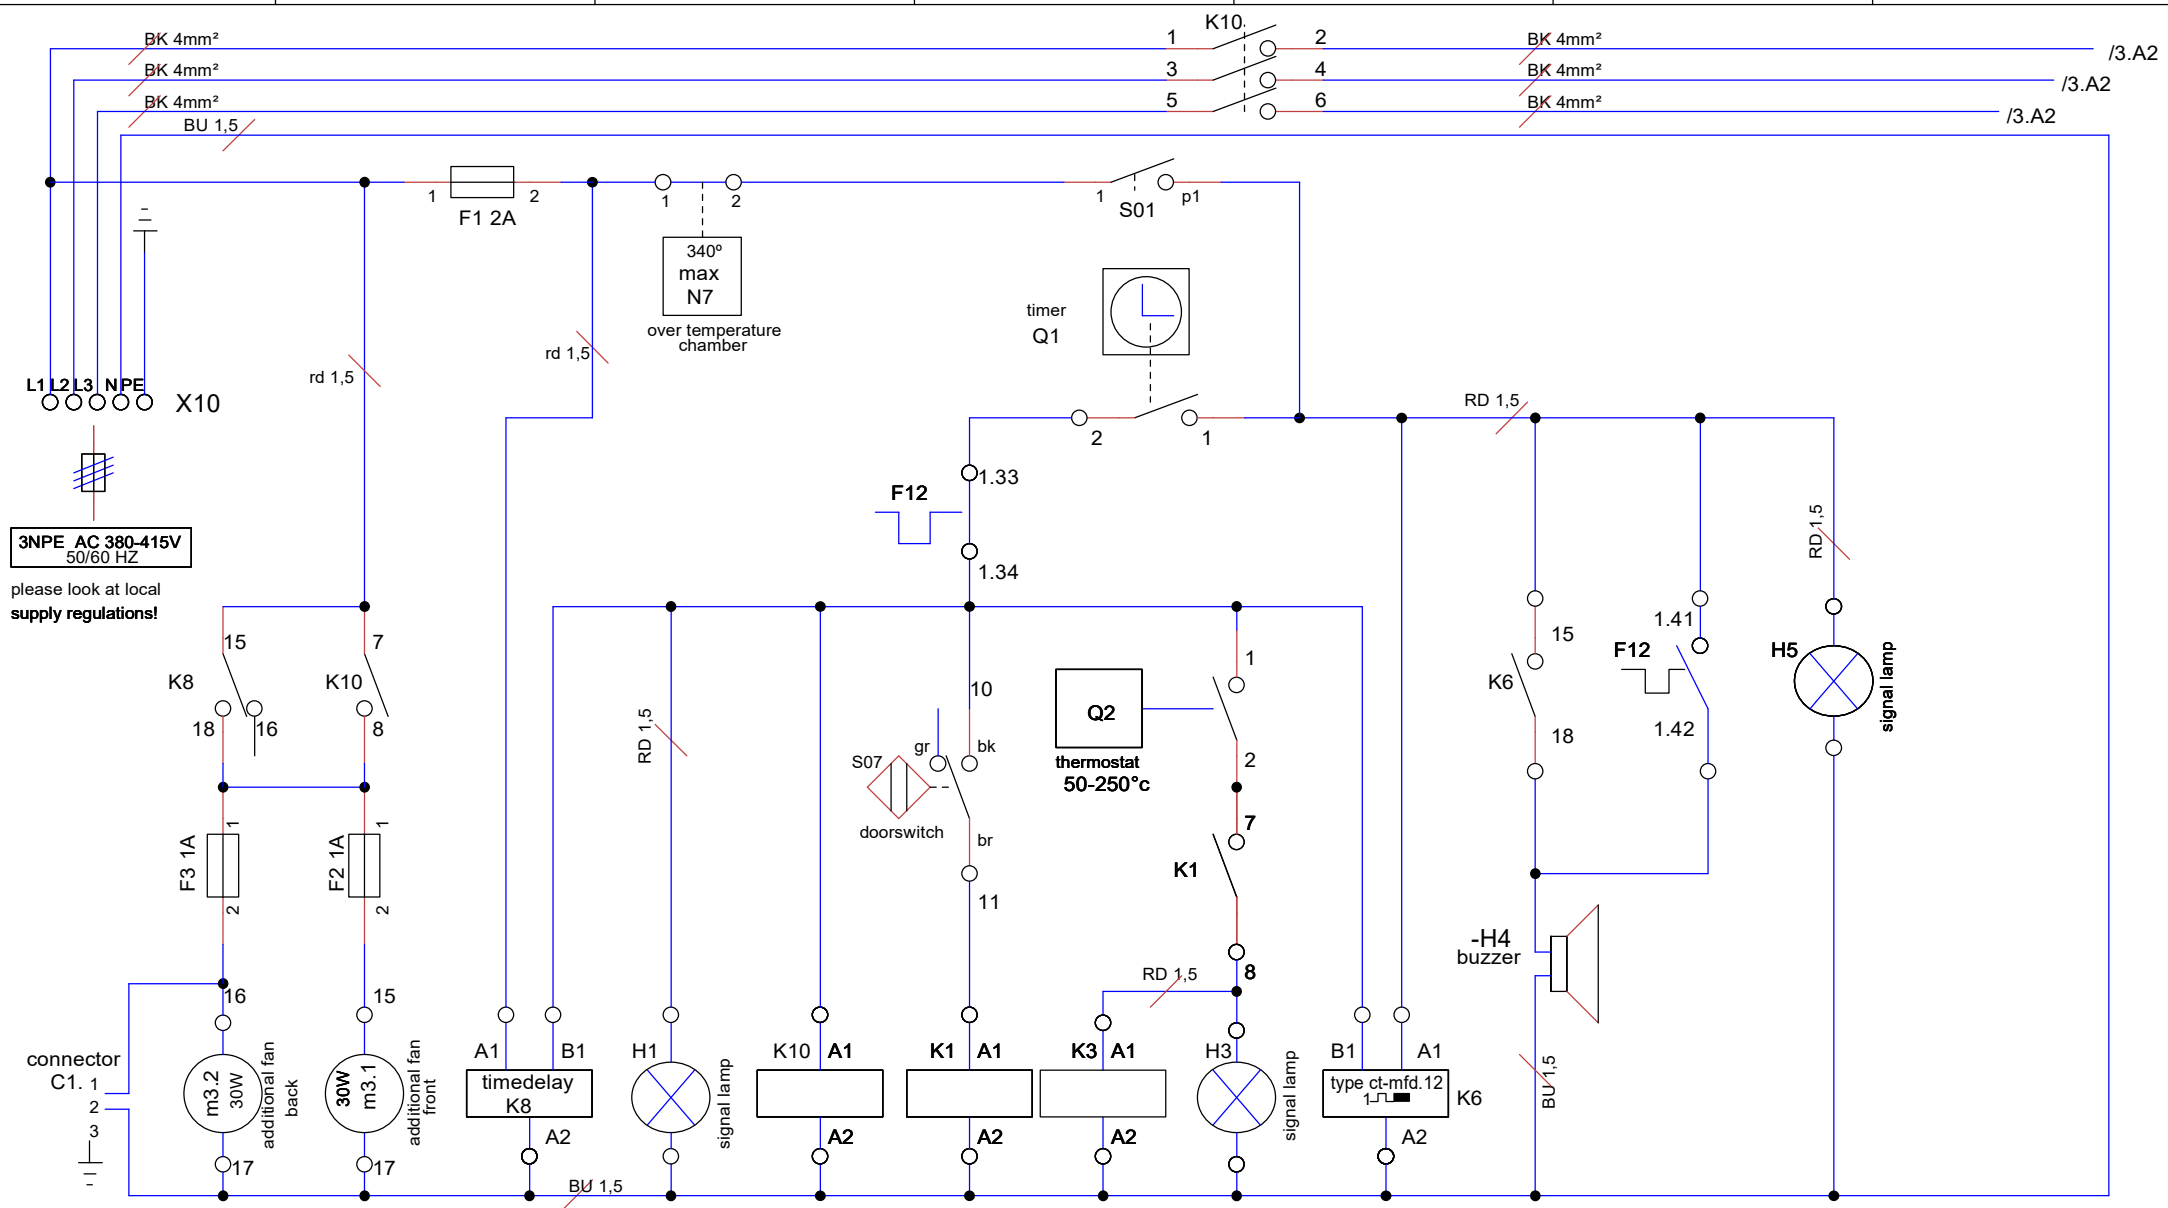 K10
BK 4mm²
1
2
BK 4mm²
/3.A2
BK 4mm²
3
4
BK 4mm²
/3.A2
BK 4mm²
5
6
BK 4mm²
/3.A2
BU 1,5
1
2
F1 2A
1
2
1
p1
S01
340º
max
N7
over temperature
chamber
timer
Q1
rd 1,5
rd 1,5
L1 L2 L3 N PE
X10
2
1
RD 1,5
1.33
F12
1.34
3NPE AC 380-415V
50/60 HZ
please look at local
supply regulations!
RD 1,5
15
7
K8
K10
18
16
8
RD 1,5
10
gr
bk
S07
doorswitch
br
11
1
Q2
thermostat
50-250°c
2
7
K1
8
RD 1,5
15
K6
18
1.41
F12
1.42
H5
signal lamp
F3 1A
1
2
F2 1A
1
2
-H4
buzzer
16
15
connector
C1.
1
2
3
m3.2
30W
additional fan
back
17
30W
m3.1
additional fan
front
17
A1
B1
timedelay
K8
A2
H1
signal lamp
K10
A1
A2
K1
A1
A2
K3
A1
A2
H3
signal lamp
B1
A1
type ct-mfd.12
1
K6
A2
BU 1,5
BU 1,5